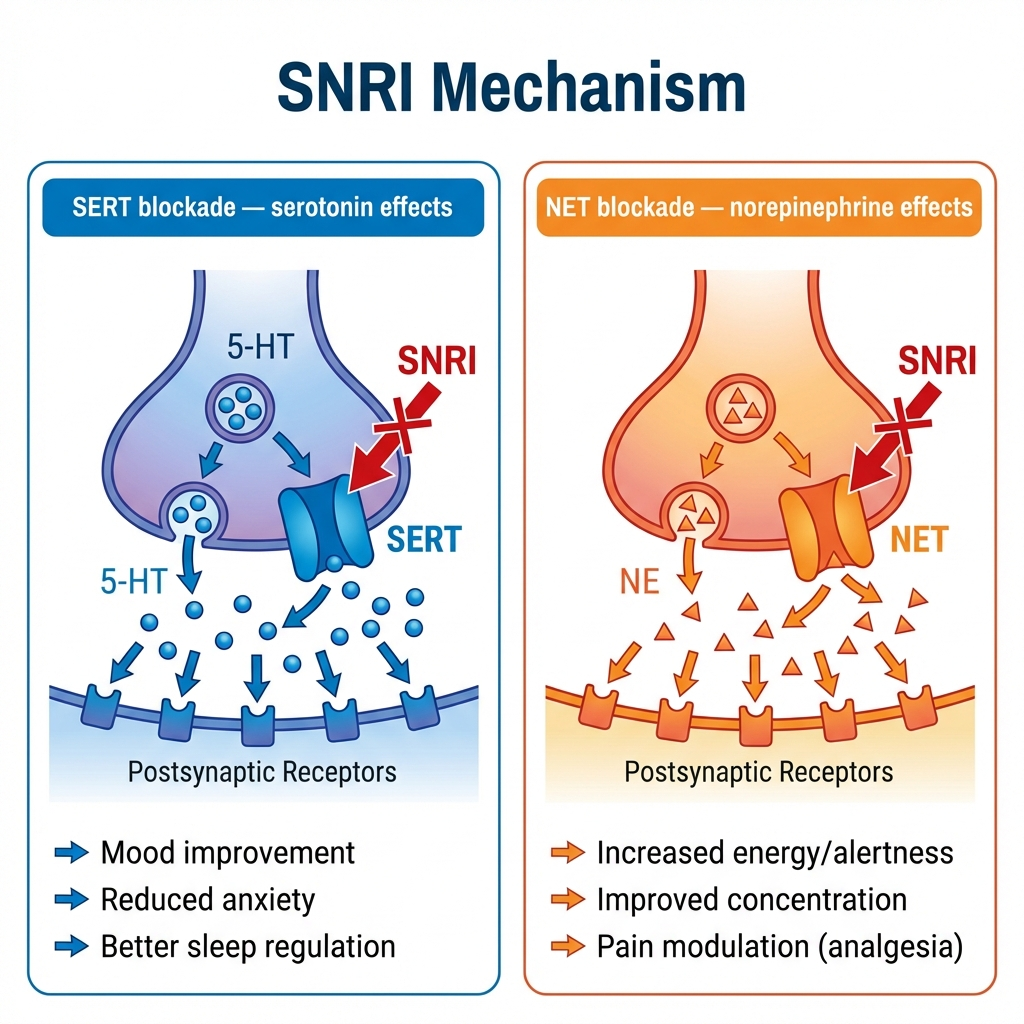 SNRI Mechanism
SERT blockade — serotonin effects
5-HT
SNRI
SERT
5-HT
Postsynaptic Receptors
Mood improvement
Reduced anxiety
Better sleep regulation
NET blockade — norepinephrine effects
SNRI
NET
NE
Postsynaptic Receptors
Increased energy/alertness
Improved concentration
Pain modulation (analgesia)